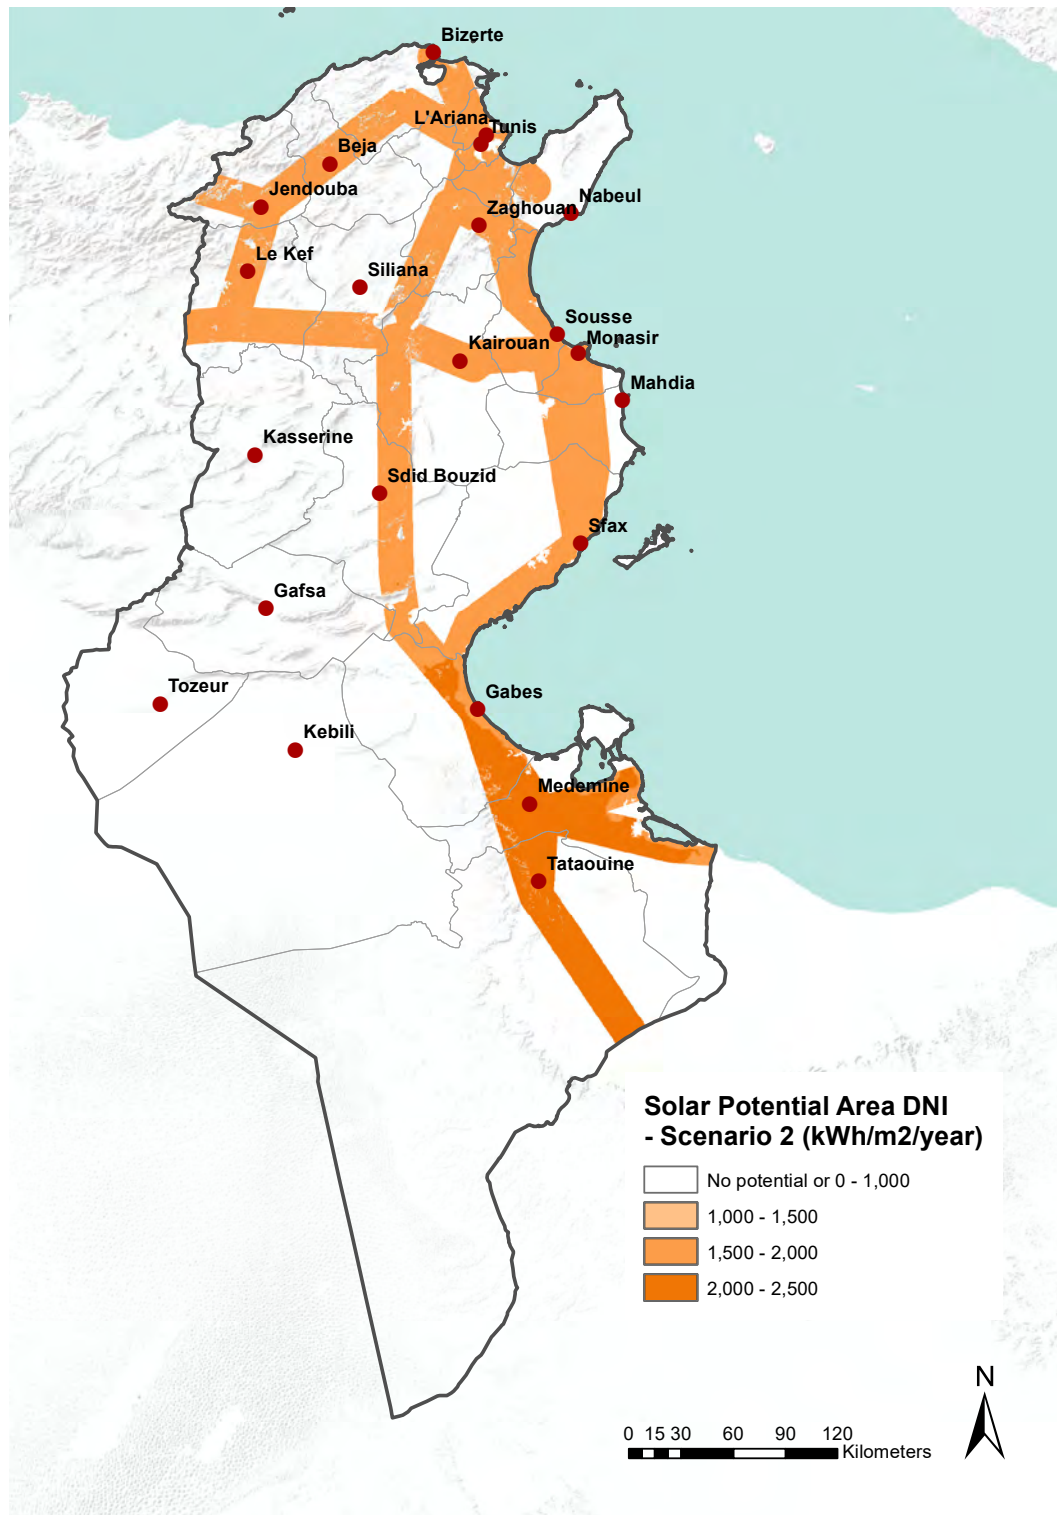 Bizerte
L'Ariana
Tunis
Beja
Jendouba
Nabeul
Zaghouan
Le Kef
Siliana
Sousse
Monasir
Kairouan
Mahdia
Kasserine
Sdid Bouzid
Sfax
Gafsa
Tozeur
Gabes
Kebili
Medemine
Tataouine
Solar Potential Area DNI
- Scenario 2 (kWh/m2/year)
No potential or 0 - 1,000
1,000 - 1,500
1,500 - 2,000
2,000 - 2,500
N
0 15 30 60 90 120
Kilometers